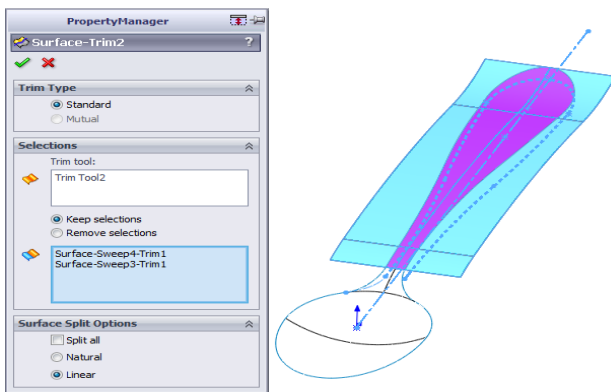 PropertyManager
Surface-Trim2 ?
Trim Type
Standard
Mutual
Selections
Trim tool:
Trim Tool2
Keep selections
Remove selections
Surface-Sweep4-Trim1
Surface-Sweep3-Trim1
Surface Split Options
Split all
Natural
Linear